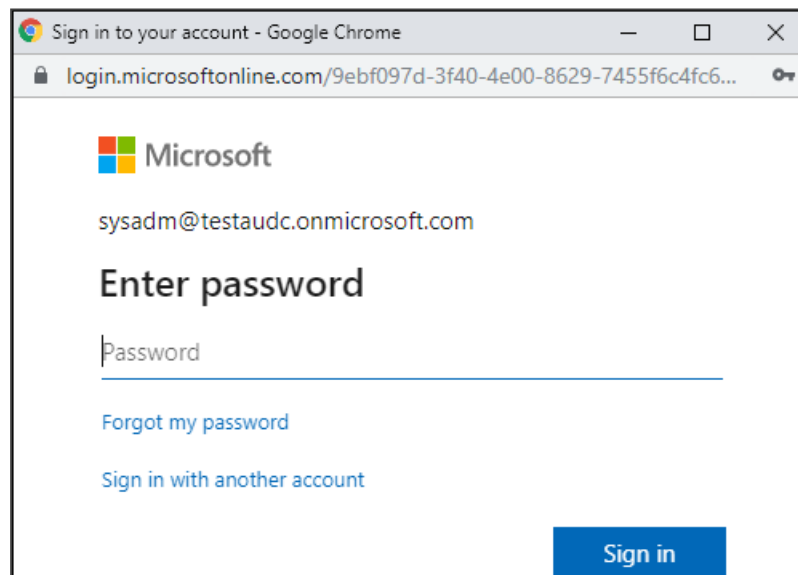 Sign in to your account - Google Chrome
login.microsoftonline.com/9ebf097d-3f40-4e00-8629-7455f6c4fc6...
Microsoft
sysadm@testaudc.onmicrosoft.com
Enter password
Password
Forgot my password
Sign in with another account
Sign in